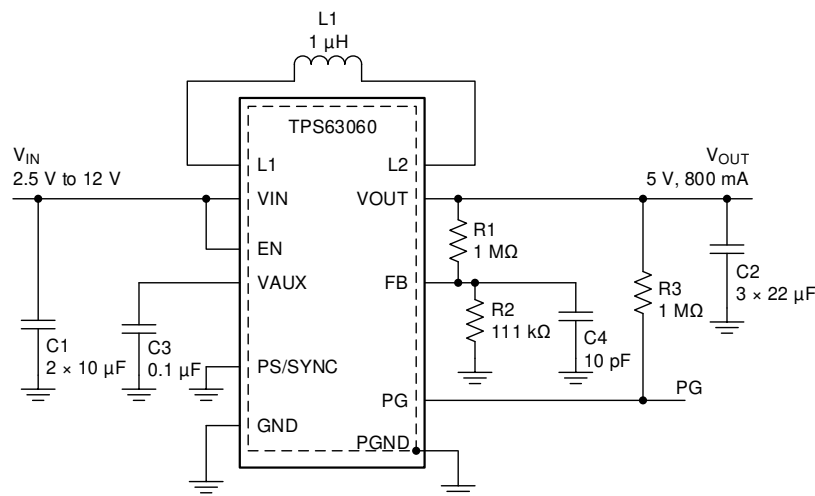 L1
1 µH
TPS63060
V_IN
2.5 V to 12 V
L1
L2
V_OUT
5 V, 800 mA
VIN
VOUT
EN
R1
1 MΩ
VAUX
FB
C2
3 × 22 µF
R3
1 MΩ
R2
111 kΩ
C1
2 × 10 µF
C3
0.1 µF
C4
10 pF
PS/SYNC
PG
PG
GND
PGND